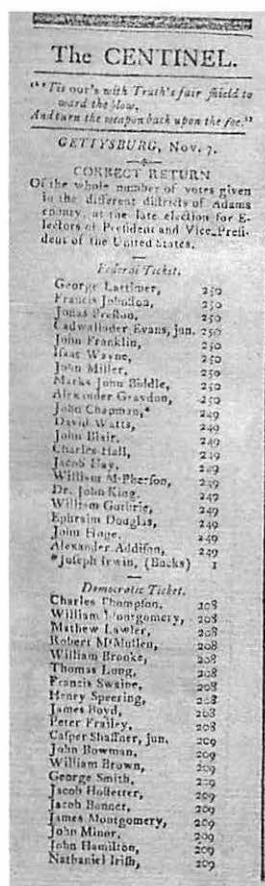 The CENTINEL.
"'Tis our's with Truth's fair shield to
ward the blow,
And turn the weapon back upon the foe."
GETTYSBURG, Nov. 7.
CORRECT RETURN
Of the whole number of votes given
in the different districts of Adams
county, at the late election for E-
lectors of President and Vice-Presi-
dent of the United States.
Federal Ticket.
George Lattimer, 250
Francis Johnston, 250
Jonas Preston, 250
Cadwallader Evans, jun. 250
John Franklin, 250
Isaac Wayne, 250
John Miller, 250
Marks John Biddle, 250
Alexander Graydon, 250
John Chapman,* 249
David Watts, 249
John Blair, 249
Charles Hall, 249
Jacob Hay, 249
William M'Pherson, 249
Dr. John King, 249
William Guthrie, 249
Ephraim Douglas, 249
John Hoge, 249
Alexander Addison, 249
*Joseph Irwin, (Bucks) 1
Democratic Ticket.
Charles Thompson, 208
William Montgomery, 208
Mathew Lawler, 208
Robert M'Mullen, 208
William Brooke, 208
Thomas Long, 208
Francis Swaine, 208
Henry Speering, 208
James Boyd, 208
Peter Frailey, 208
Casper Shaffner, jun. 209
John Bowman, 209
William Brown, 209
George Smith, 209
Jacob Hostetter, 209
Jacob Bonnet, 209
James Montgomery, 209
John Minor, 209
John Hamilton, 209
Nathaniel Irish, 209